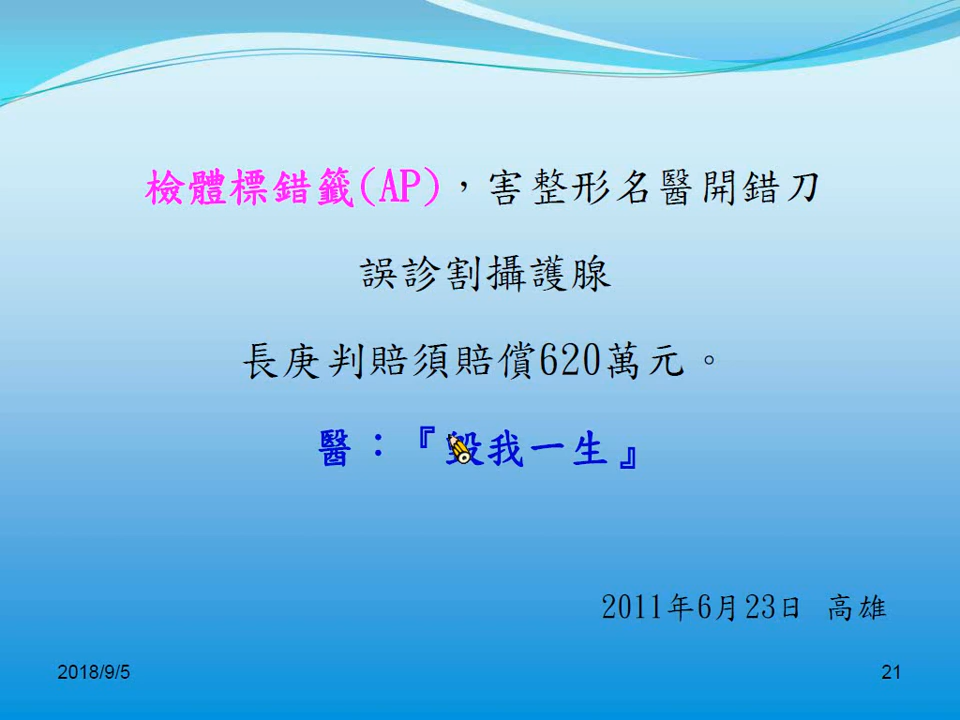 檢體標錯籤(AP)，害整形名醫開錯刀
誤診割攝護腺
長庚判賠須賠償620萬元。
醫：『毀我一生』
2011年6月23日 高雄
2018/9/5
21